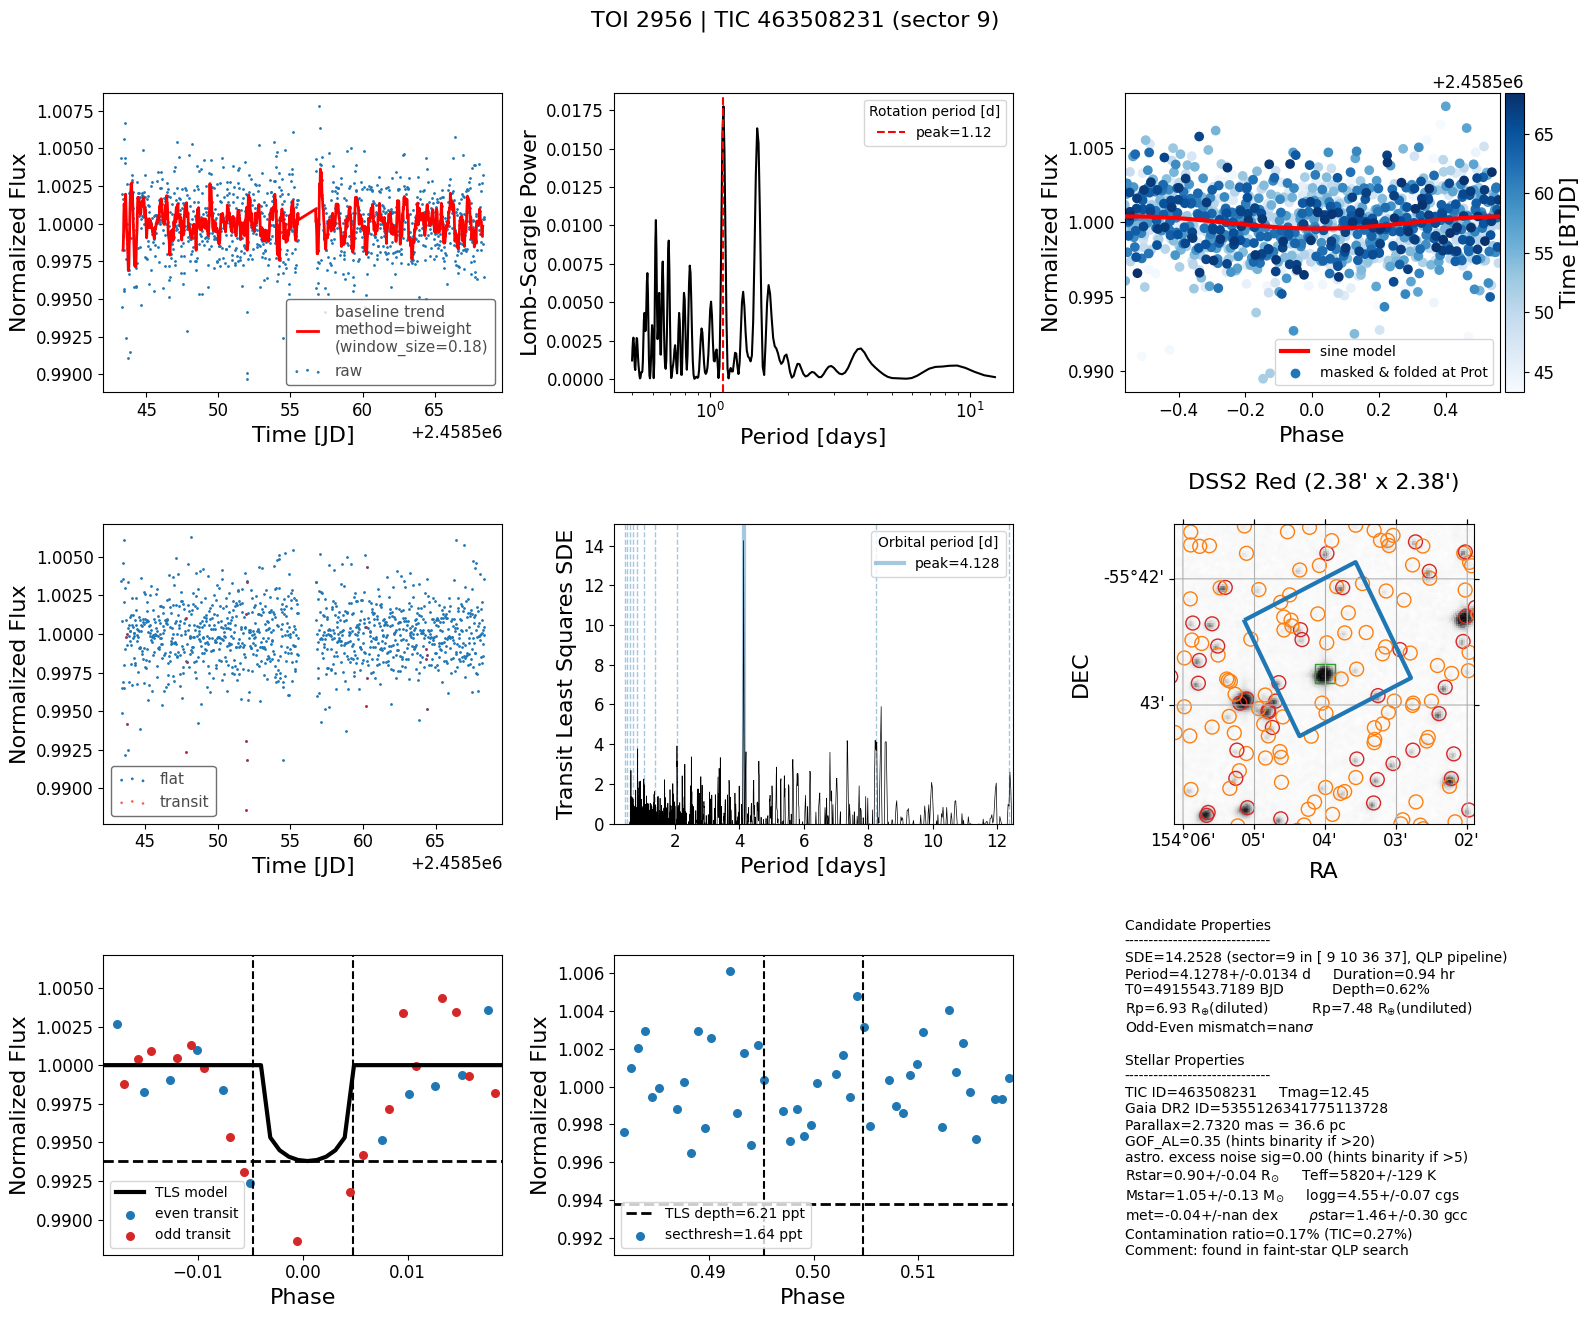 TOI 2956 | TIC 463508231 (sector 9)
Normalized Flux
1.0075
1.0050
1.0025
1.0000
0.9975
0.9950
0.9925
0.9900
baseline trend
method=biweight
(window_size=0.18)
raw
45 50 55 60 65
Time [JD]
+2.4585e6
Lomb-Scargle Power
0.0175
0.0150
0.0125
0.0100
0.0075
0.0050
0.0025
0.0000
Rotation period [d]
peak=1.12
10⁰ 10¹
Period [days]
+2.4585e6
Normalized Flux
1.005
1.000
0.995
0.990
sine model
masked & folded at Prot
−0.4 −0.2 0.0 0.2 0.4
Phase
65
60
55
50
45
Time [BTJD]
Normalized Flux
1.0050
1.0025
1.0000
0.9975
0.9950
0.9925
0.9900
flat
transit
45 50 55 60 65
Time [JD]
+2.4585e6
Transit Least Squares SDE
14
12
10
8
6
4
2
0
Orbital period [d]
peak=4.128
2 4 6 8 10 12
Period [days]
DSS2 Red (2.38' x 2.38')
DEC
-55°42'
43'
154°06' 05' 04' 03' 02'
RA
Normalized Flux
1.0050
1.0025
1.0000
0.9975
0.9950
0.9925
0.9900
TLS model
even transit
odd transit
−0.01 0.00 0.01
Phase
Normalized Flux
1.006
1.004
1.002
1.000
0.998
0.996
0.994
0.992
TLS depth=6.21 ppt
secthresh=1.64 ppt
0.49 0.50 0.51
Phase
Candidate Properties
------------------------------
SDE=14.2528 (sector=9 in [ 9 10 36 37], QLP pipeline)
Period=4.1278+/-0.0134 d Duration=0.94 hr
T0=4915543.7189 BJD Depth=0.62%
Rp=6.93 R⊕(diluted) Rp=7.48 R⊕(undiluted)
Odd-Even mismatch=nanσ
Stellar Properties
------------------------------
TIC ID=463508231 Tmag=12.45
Gaia DR2 ID=5355126341775113728
Parallax=2.7320 mas = 36.6 pc
GOF_AL=0.35 (hints binarity if >20)
astro. excess noise sig=0.00 (hints binarity if >5)
Rstar=0.90+/-0.04 R⊙ Teff=5820+/-129 K
Mstar=1.05+/-0.13 M⊙ logg=4.55+/-0.07 cgs
met=-0.04+/-nan dex ρstar=1.46+/-0.30 gcc
Contamination ratio=0.17% (TIC=0.27%)
Comment: found in faint-star QLP search